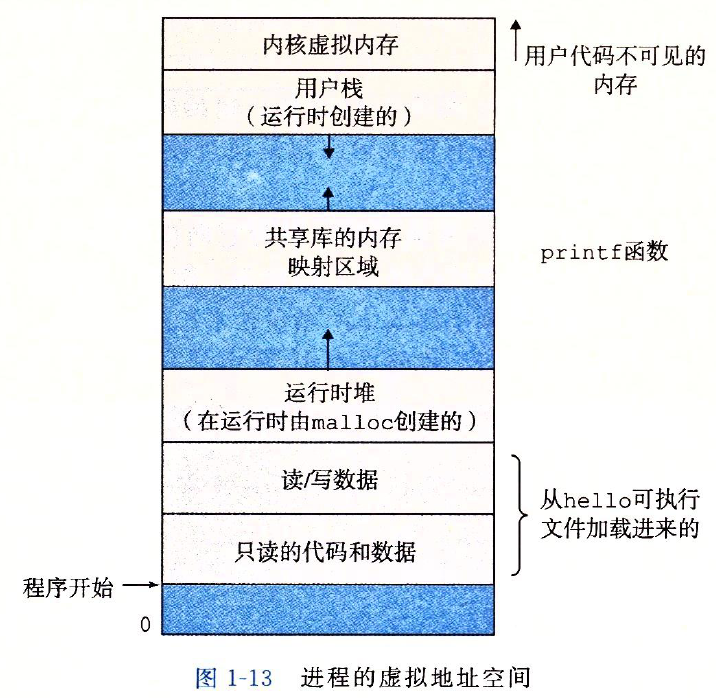 内核虚拟内存
用户代码不可见的
内存
用户栈
（运行时创建的）
共享库的内存
映射区域
printf函数
运行时堆
（在运行时由malloc创建的）
读/写数据
从hello可执行
文件加载进来的
只读的代码和数据
程序开始
0
图 1-13 进程的虚拟地址空间